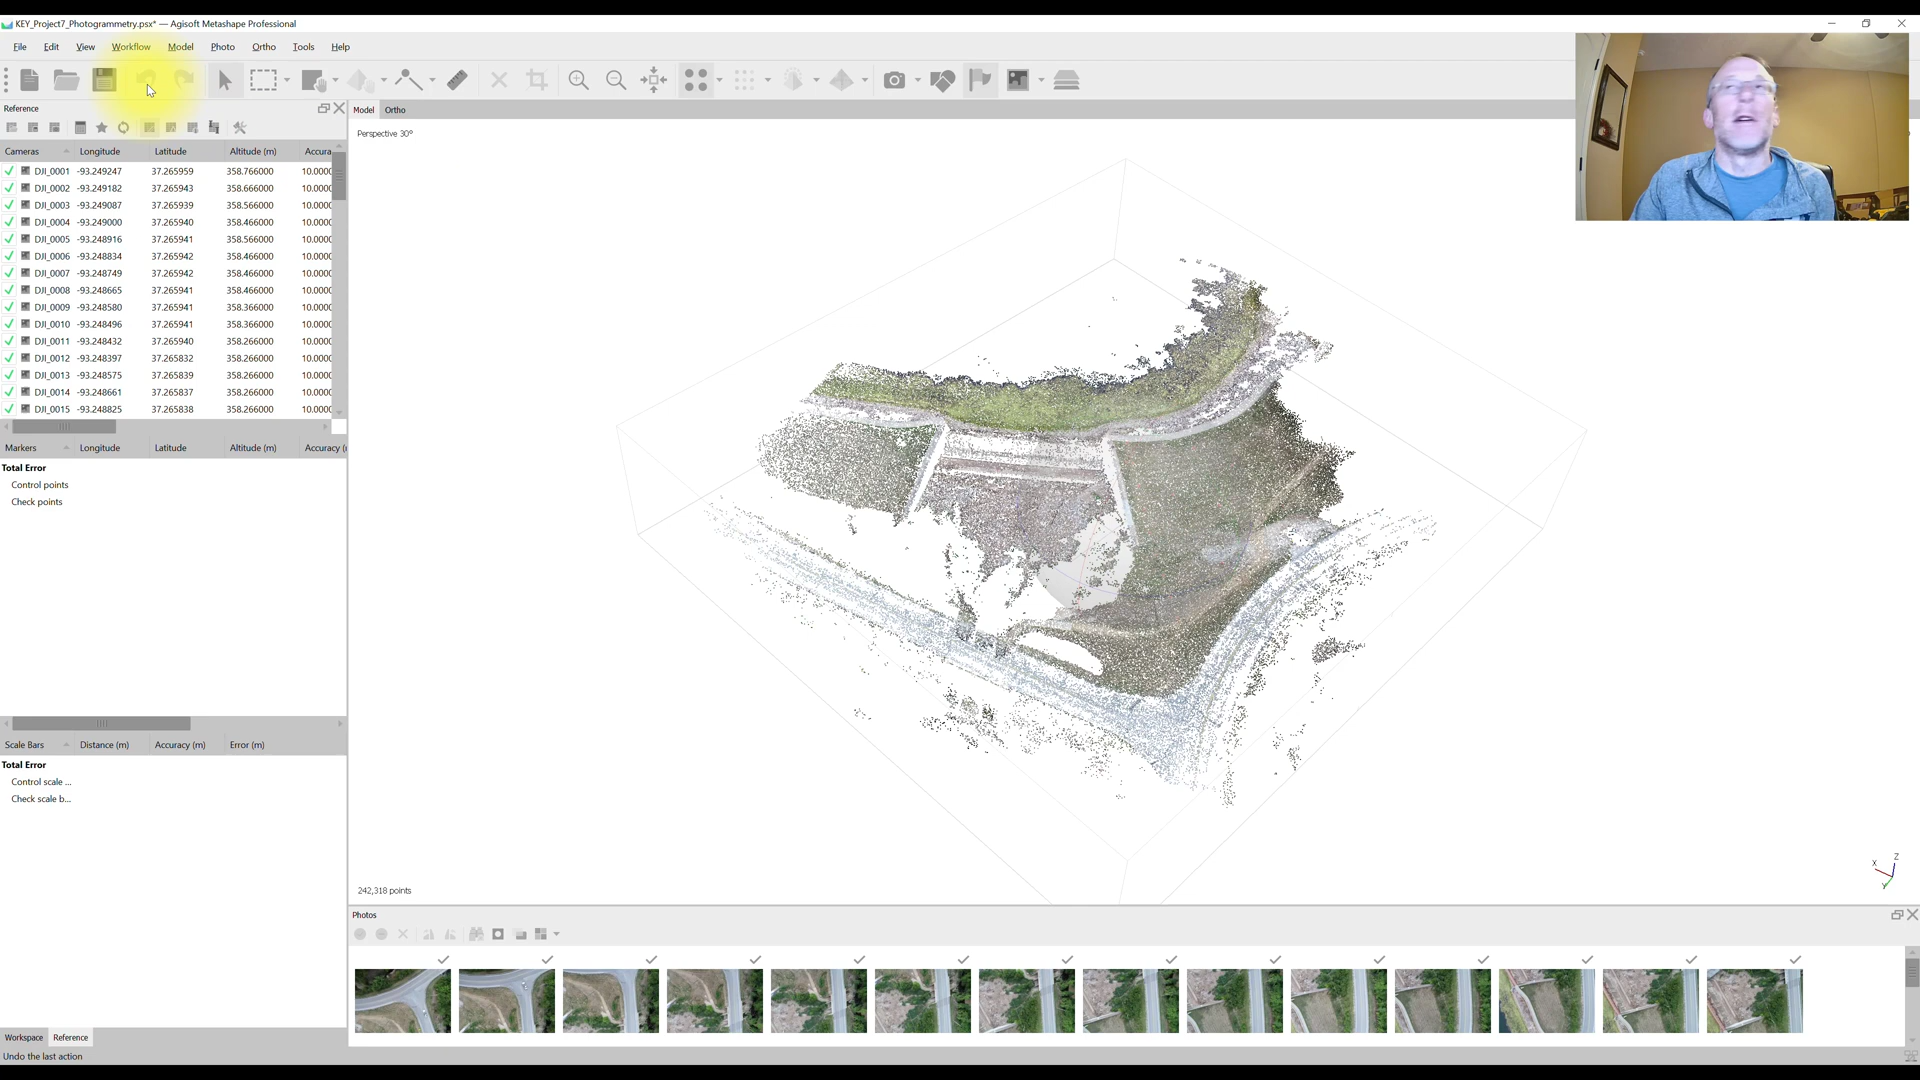 KEY_Project7_Photogrammetry.psx* — Agisoft Metashape Professional
File Edit View Workflow Model Photo Ortho Tools Help
Reference
Model Ortho
Perspective 30°
Cameras Longitude Latitude Altitude (m) Accura
DJI_0001 -93.249247 37.265959 358.766000 10.0000
DJI_0002 -93.249182 37.265943 358.666000 10.0000
DJI_0003 -93.249087 37.265939 358.566000 10.0000
DJI_0004 -93.249000 37.265940 358.466000 10.0000
DJI_0005 -93.248916 37.265941 358.566000 10.0000
DJI_0006 -93.248834 37.265942 358.466000 10.0000
DJI_0007 -93.248749 37.265942 358.466000 10.0000
DJI_0008 -93.248665 37.265941 358.466000 10.0000
DJI_0009 -93.248580 37.265941 358.366000 10.0000
DJI_0010 -93.248496 37.265941 358.366000 10.0000
DJI_0011 -93.248432 37.265940 358.266000 10.0000
DJI_0012 -93.248397 37.265832 358.266000 10.0000
DJI_0013 -93.248575 37.265839 358.266000 10.0000
DJI_0014 -93.248661 37.265837 358.266000 10.0000
DJI_0015 -93.248825 37.265838 358.266000 10.0000
Markers Longitude Latitude Altitude (m) Accuracy (
Total Error
Control points
Check points
Scale Bars Distance (m) Accuracy (m) Error (m)
Total Error
Control scale ...
Check scale b...
X Z
Y
242,318 points
Photos
Workspace Reference
Undo the last action